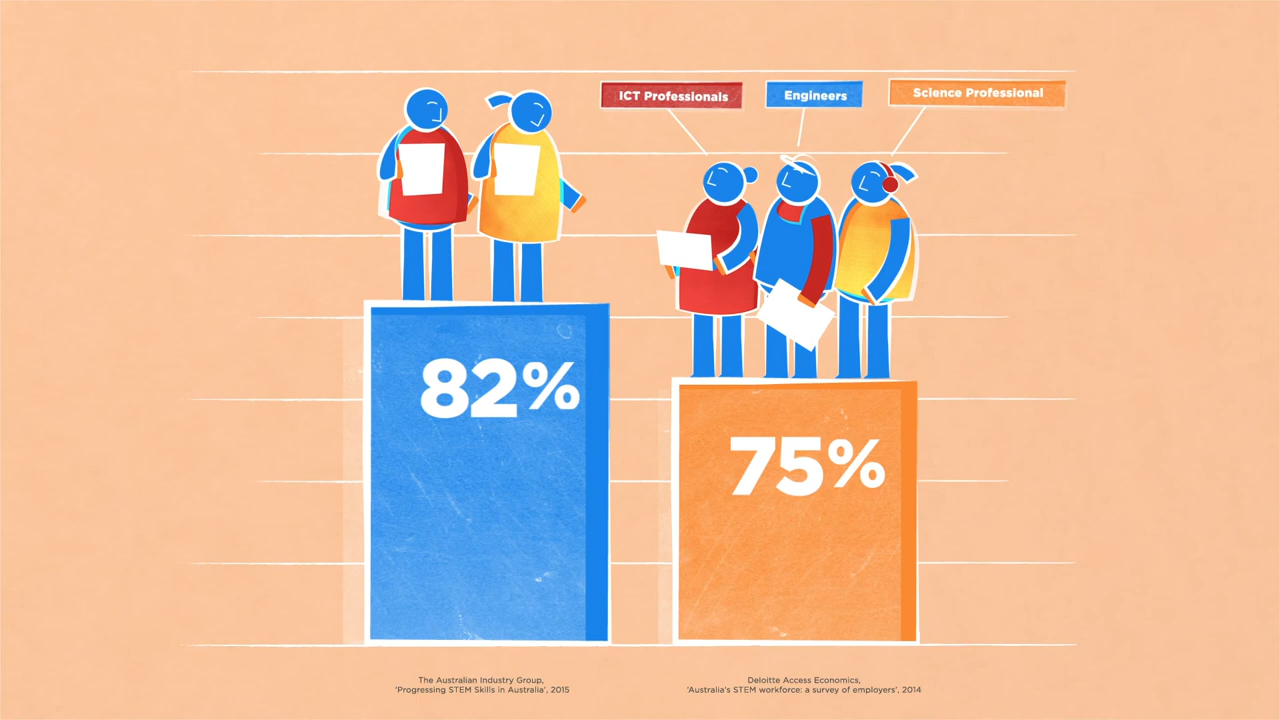 ICT Professionals
Engineers
Science Professional
82%
75%
The Australian Industry Group,
'Progressing STEM Skills in Australia', 2015
Deloitte Access Economics,
'Australia's STEM workforce: a survey of employers', 2014